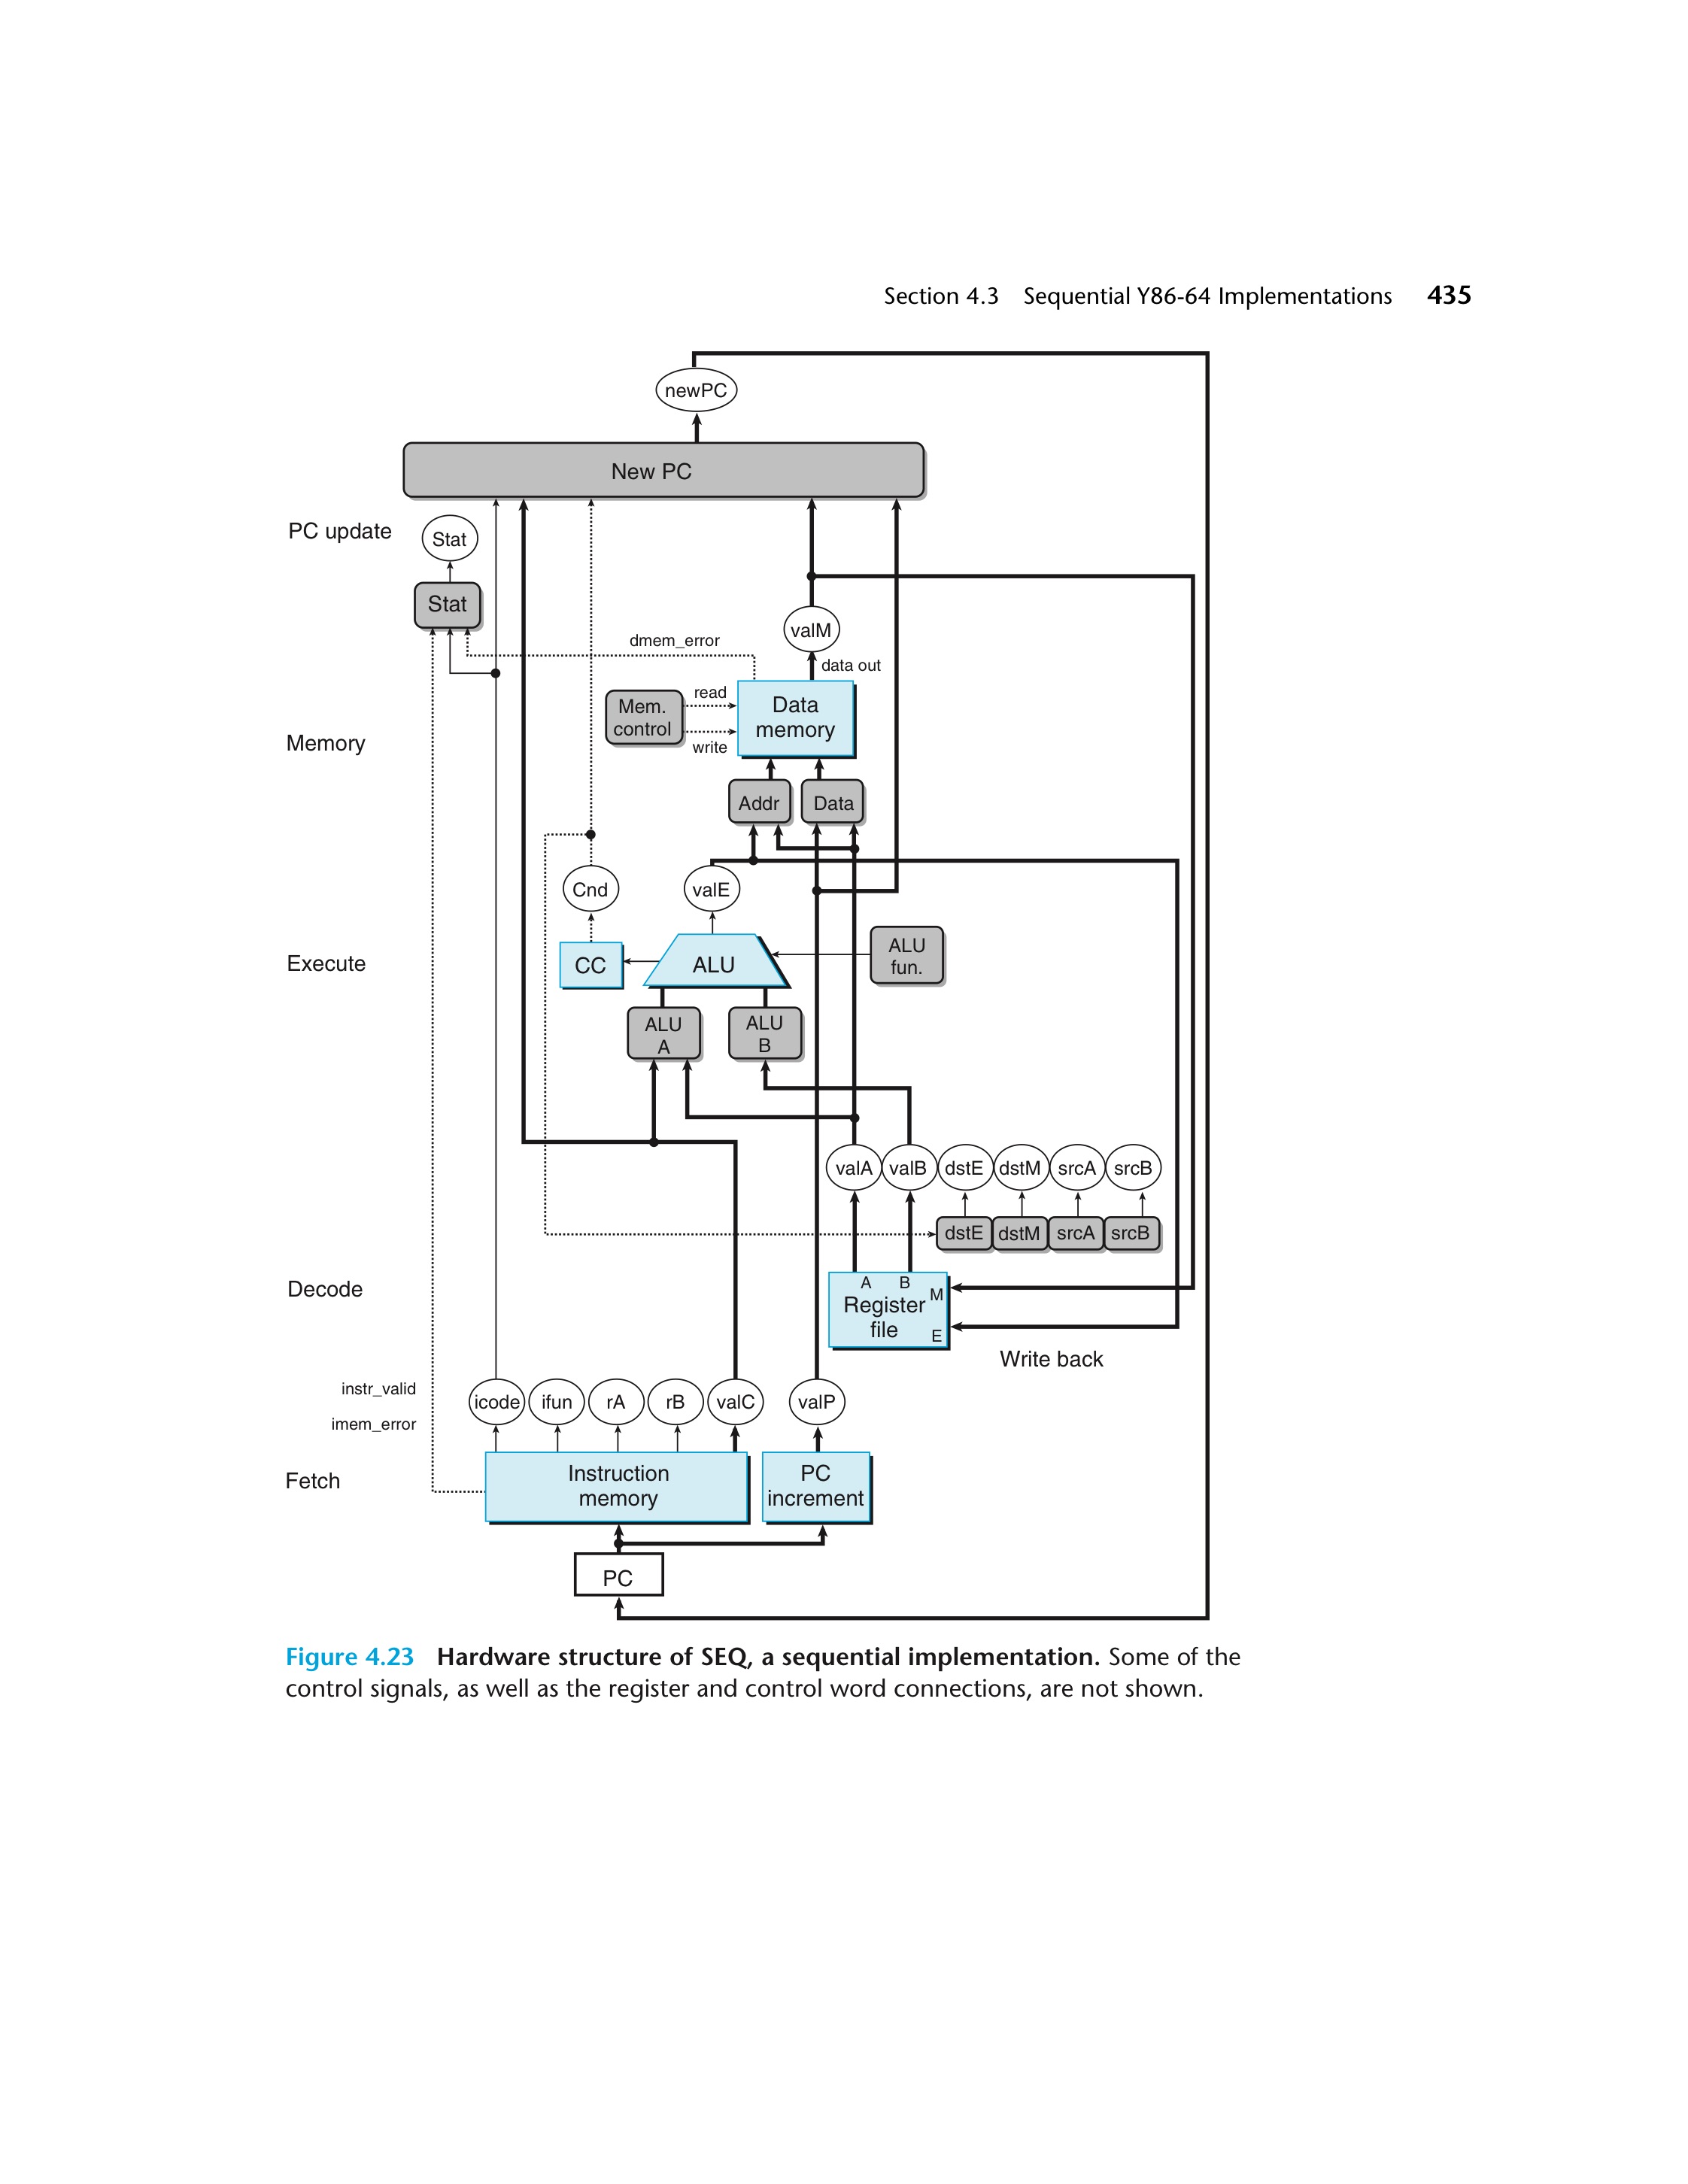 Section 4.3 Sequential Y86-64 Implementations 435
newPC
New PC
PC update
Stat
Stat
valM
dmem_error
data out
read
Mem.
control
write
Data
memory
Memory
Addr
Data
Cnd
valE
CC
ALU
ALU
fun.
Execute
ALU
A
ALU
B
valA
valB
dstE
dstM
srcA
srcB
dstE
dstM
srcA
srcB
Decode
A
B
M
Register
file
E
Write back
instr_valid
imem_error
icode
ifun
rA
rB
valC
valP
Fetch
Instruction
memory
PC
increment
PC
Figure 4.23 Hardware structure of SEQ, a sequential implementation. Some of the
control signals, as well as the register and control word connections, are not shown.